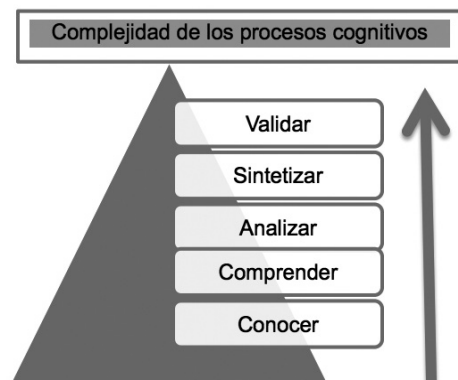 Complejidad de los procesos cognitivos
Validar
Sintetizar
Analizar
Comprender
Conocer